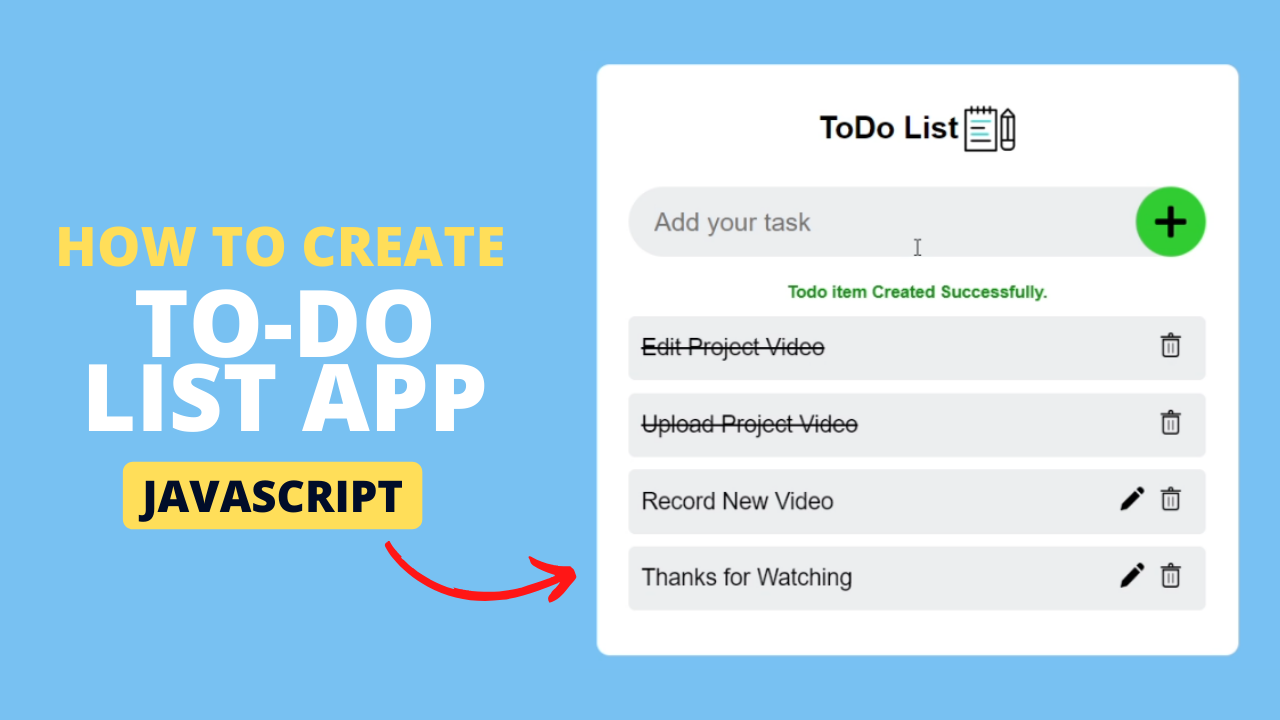 HOW TO CREATE
TO-DO
LIST APP
JAVASCRIPT
ToDo List
Add your task
Todo item Created Successfully.
Edit Project Video
Upload Project Video
Record New Video
Thanks for Watching